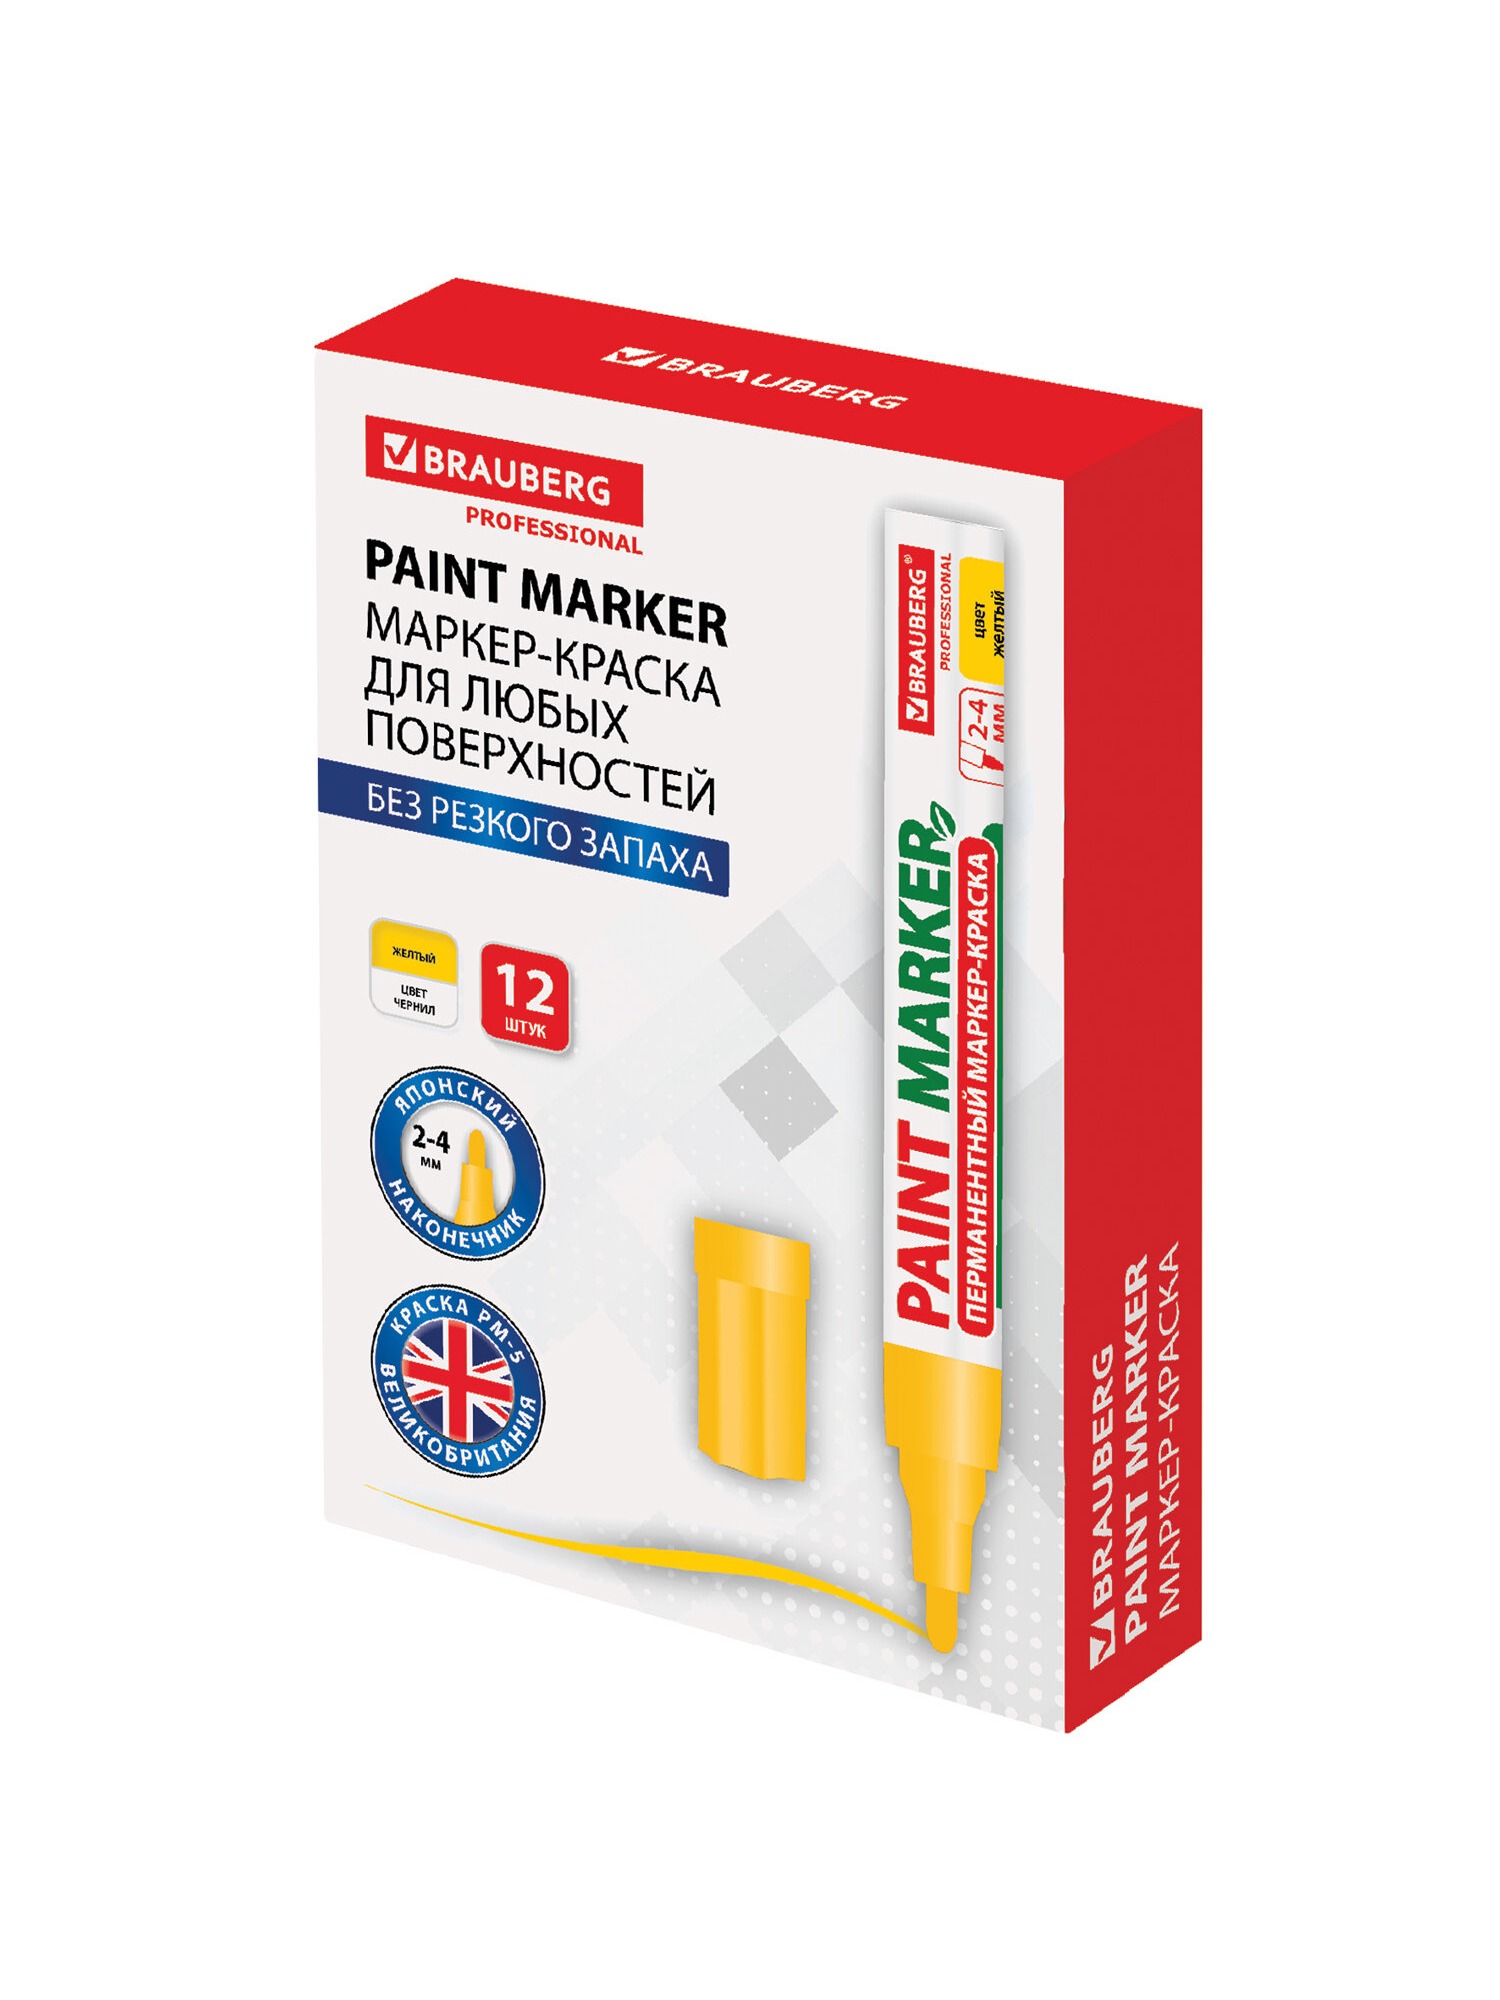 BRAUBERG
BRAUBERG
PROFESSIONAL
PAINT MARKER
МАРКЕР-КРАСКА
ДЛЯ ЛЮБЫХ
ПОВЕРХНОСТЕЙ
БЕЗ РЕЗКОГО ЗАПАХА
ЖЕЛТЫЙ
ЦВЕТ
ЧЕРНИЛ
12
ШТУК
ЯПОНСКИЙ
2-4
мм
НАКОНЕЧНИК
КРАСКА PM-5
ВЕЛИКОБРИТАНИЯ
BRAUBERG®
PROFESSIONAL
цвет
желтый
2-4
мм
PAINT MARKER
ПЕРМАНЕНТНЫЙ МАРКЕР-КРАСКА
BRAUBERG
PAINT MARKER
МАРКЕР-КРАСКА